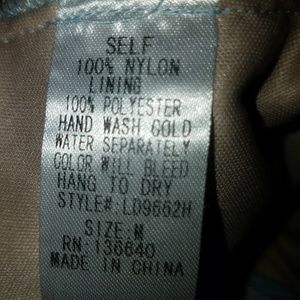 SELF
100% NYLON
LINING
100% POLYESTER
HAND WASH COLD
WATER SEPARATELY
COLOR WILL BLEED
HANG TO DRY
STYLE#:LD9662H
SIZE:M
RN:136640
MADE IN CHINA